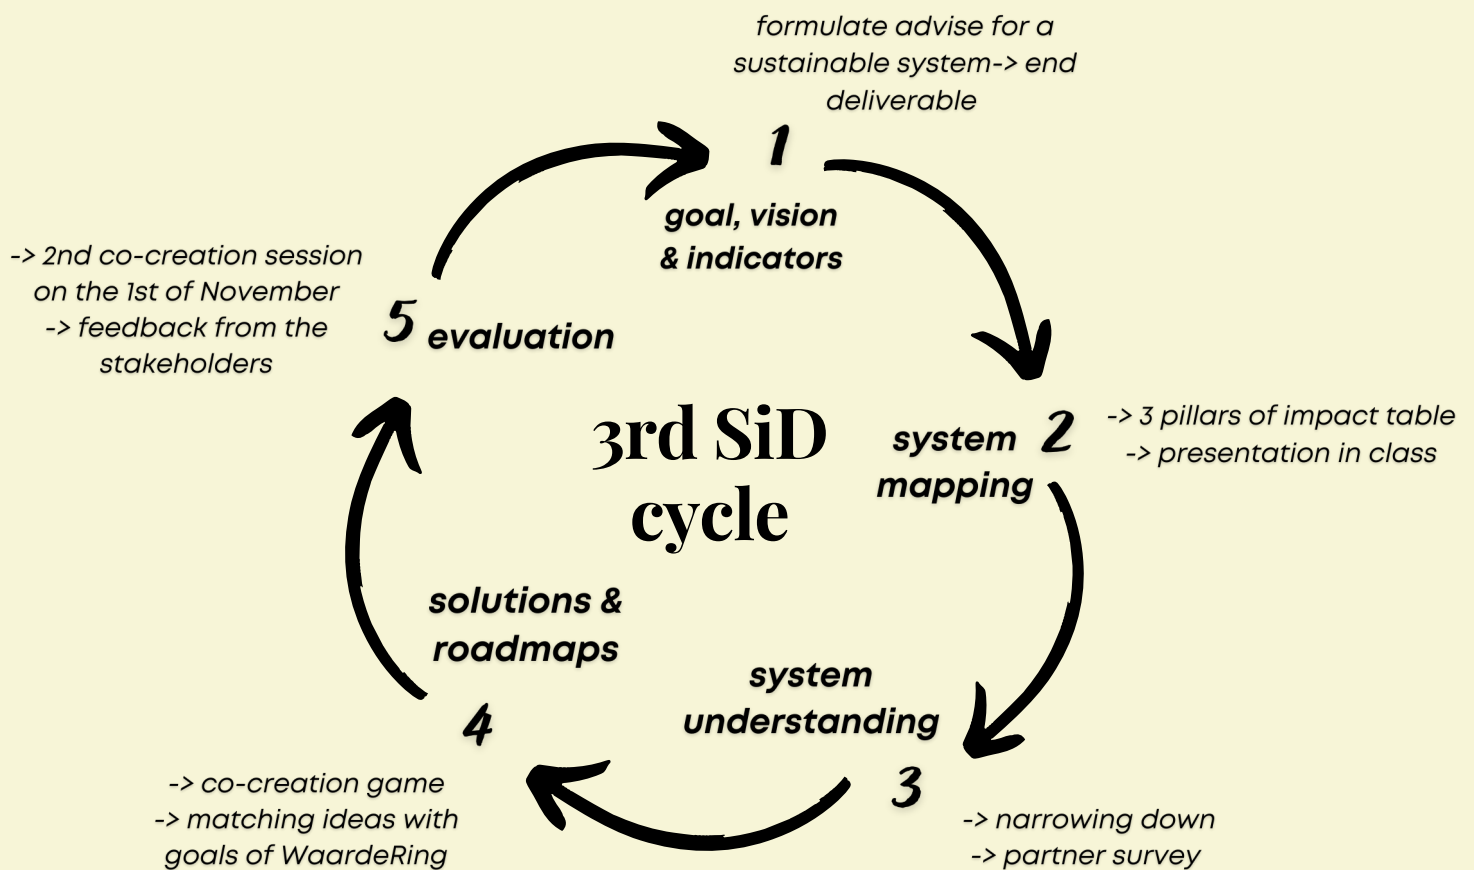 formulate advise for a
sustainable system-> end
deliverable
1
goal, vision
& indicators
-> 3 pillars of impact table
-> presentation in class
2
system
mapping
system
understanding
3
-> narrowing down
-> partner survey
solutions &
roadmaps
4
-> co-creation game
-> matching ideas with
goals of WaardeRing
-> 2nd co-creation session
on the 1st of November
-> feedback from the
stakeholders
5
evaluation
3rd SiD
cycle